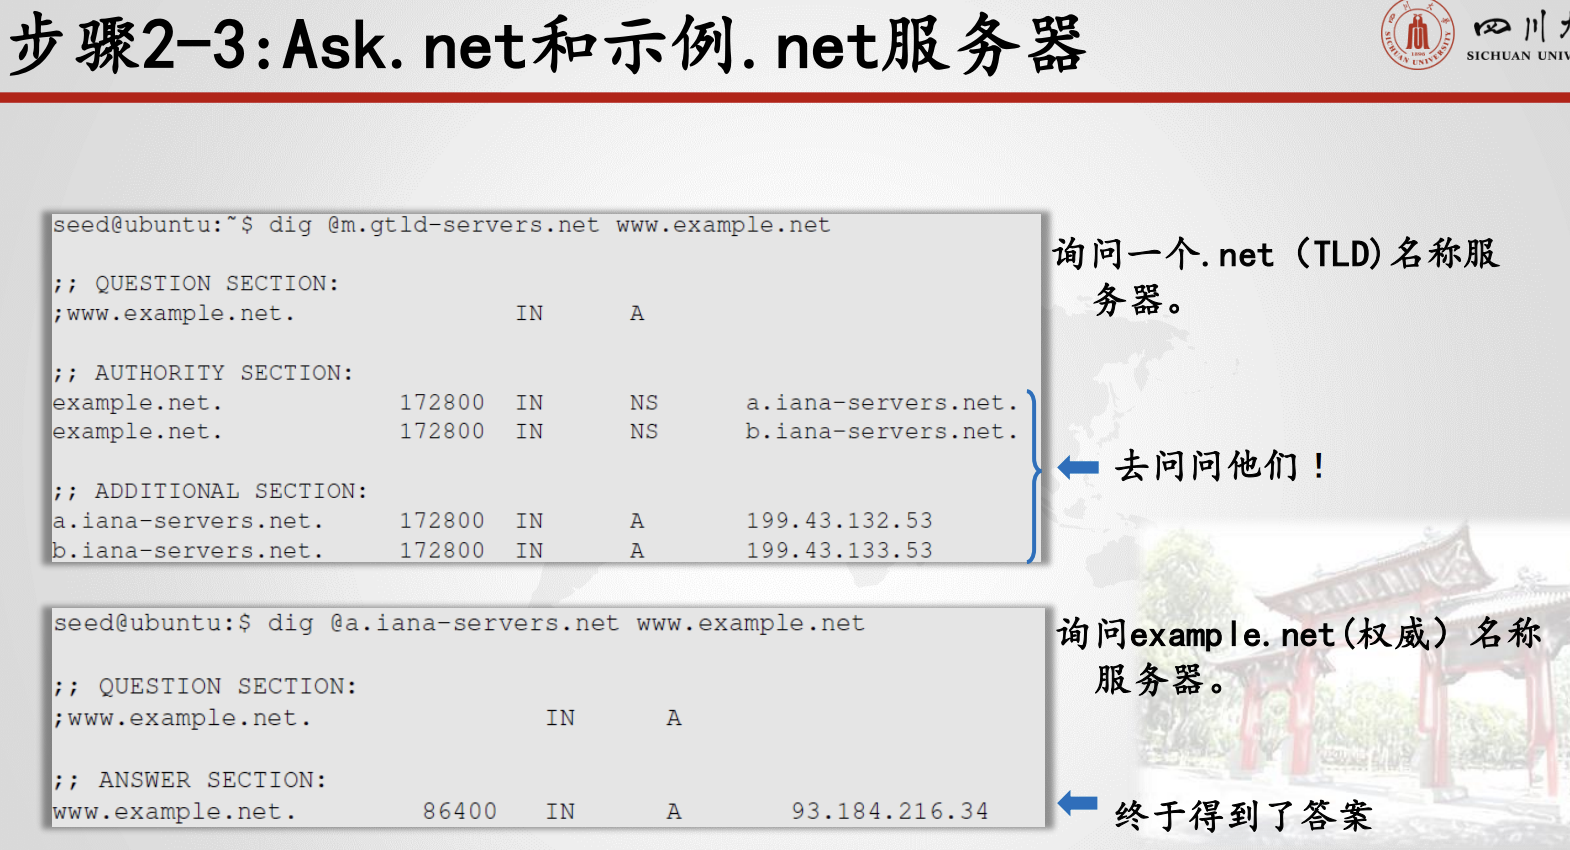 步骤2-3:Ask.net和示例.net服务器
SICHUAN UNIV
seed@ubuntu:~$ dig @m.gtld-servers.net www.example.net
;; QUESTION SECTION:
;www.example.net. IN A
;; AUTHORITY SECTION:
example.net. 172800 IN NS a.iana-servers.net.
example.net. 172800 IN NS b.iana-servers.net.
;; ADDITIONAL SECTION:
a.iana-servers.net. 172800 IN A 199.43.132.53
b.iana-servers.net. 172800 IN A 199.43.133.53
询问一个.net（TLD)名称服
务器。
去问问他们！
seed@ubuntu:$ dig @a.iana-servers.net www.example.net
;; QUESTION SECTION:
;www.example.net. IN A
;; ANSWER SECTION:
www.example.net. 86400 IN A 93.184.216.34
询问example.net(权威）名称
服务器。
终于得到了答案